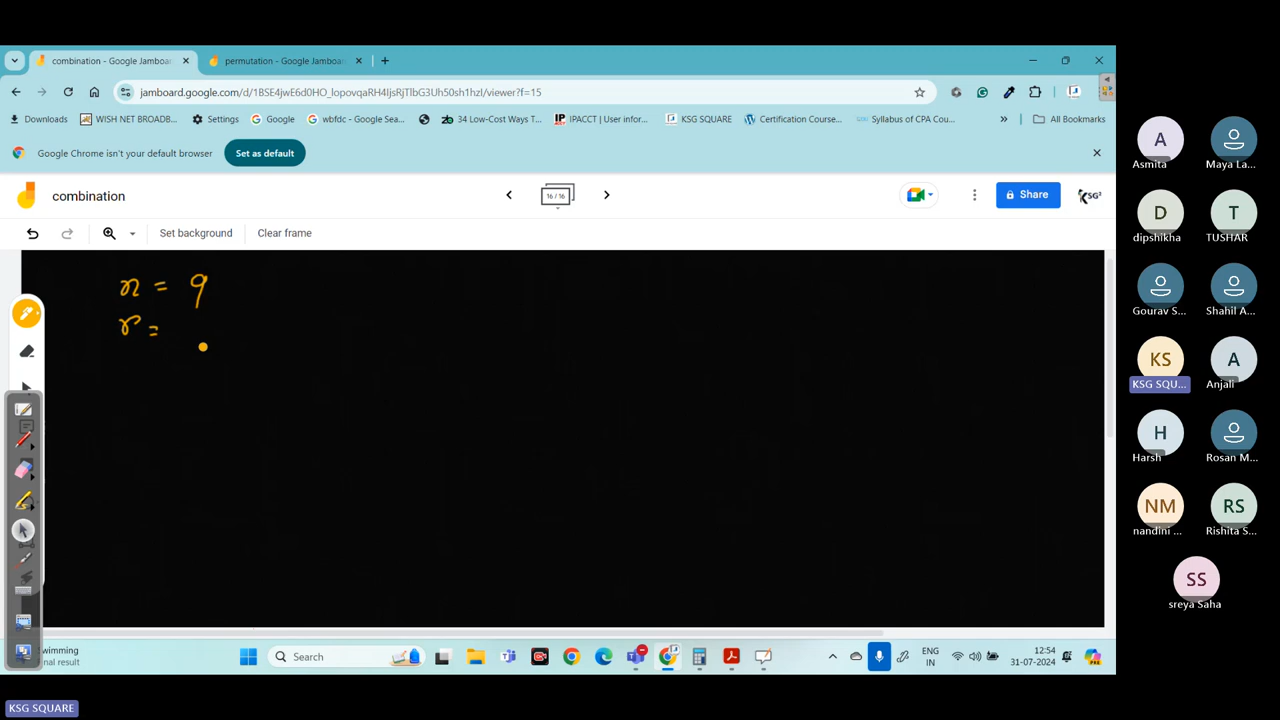 combination - Google Jamboard
permutation - Google Jamboard
jamboard.google.com/d/1BSE4jwE6d0HO_lopovqaRH4IjsRjTlbG3Uh50sh1hzI/viewer?f=15
Downloads WISH NET BROADB... Settings Google wbfdc - Google Sea... 34 Low-Cost Ways T... IPACCT | User infor... KSG SQUARE Certification Course... Syllabus of CPA Cou... » All Bookmarks
Google Chrome isn't your default browser Set as default
combination 16 / 16 Share
Set background Clear frame
n = 9
r =
Asmita
Maya La...
dipshikha
TUSHAR
Gourav S...
Shahil A...
KS
KSG SQU...
Anjali
Harsh
Rosan M...
NM
nandini ...
RS
Rishita S...
SS
sreya Saha
Search
ENG
IN
12:54
31-07-2024
KSG SQUARE